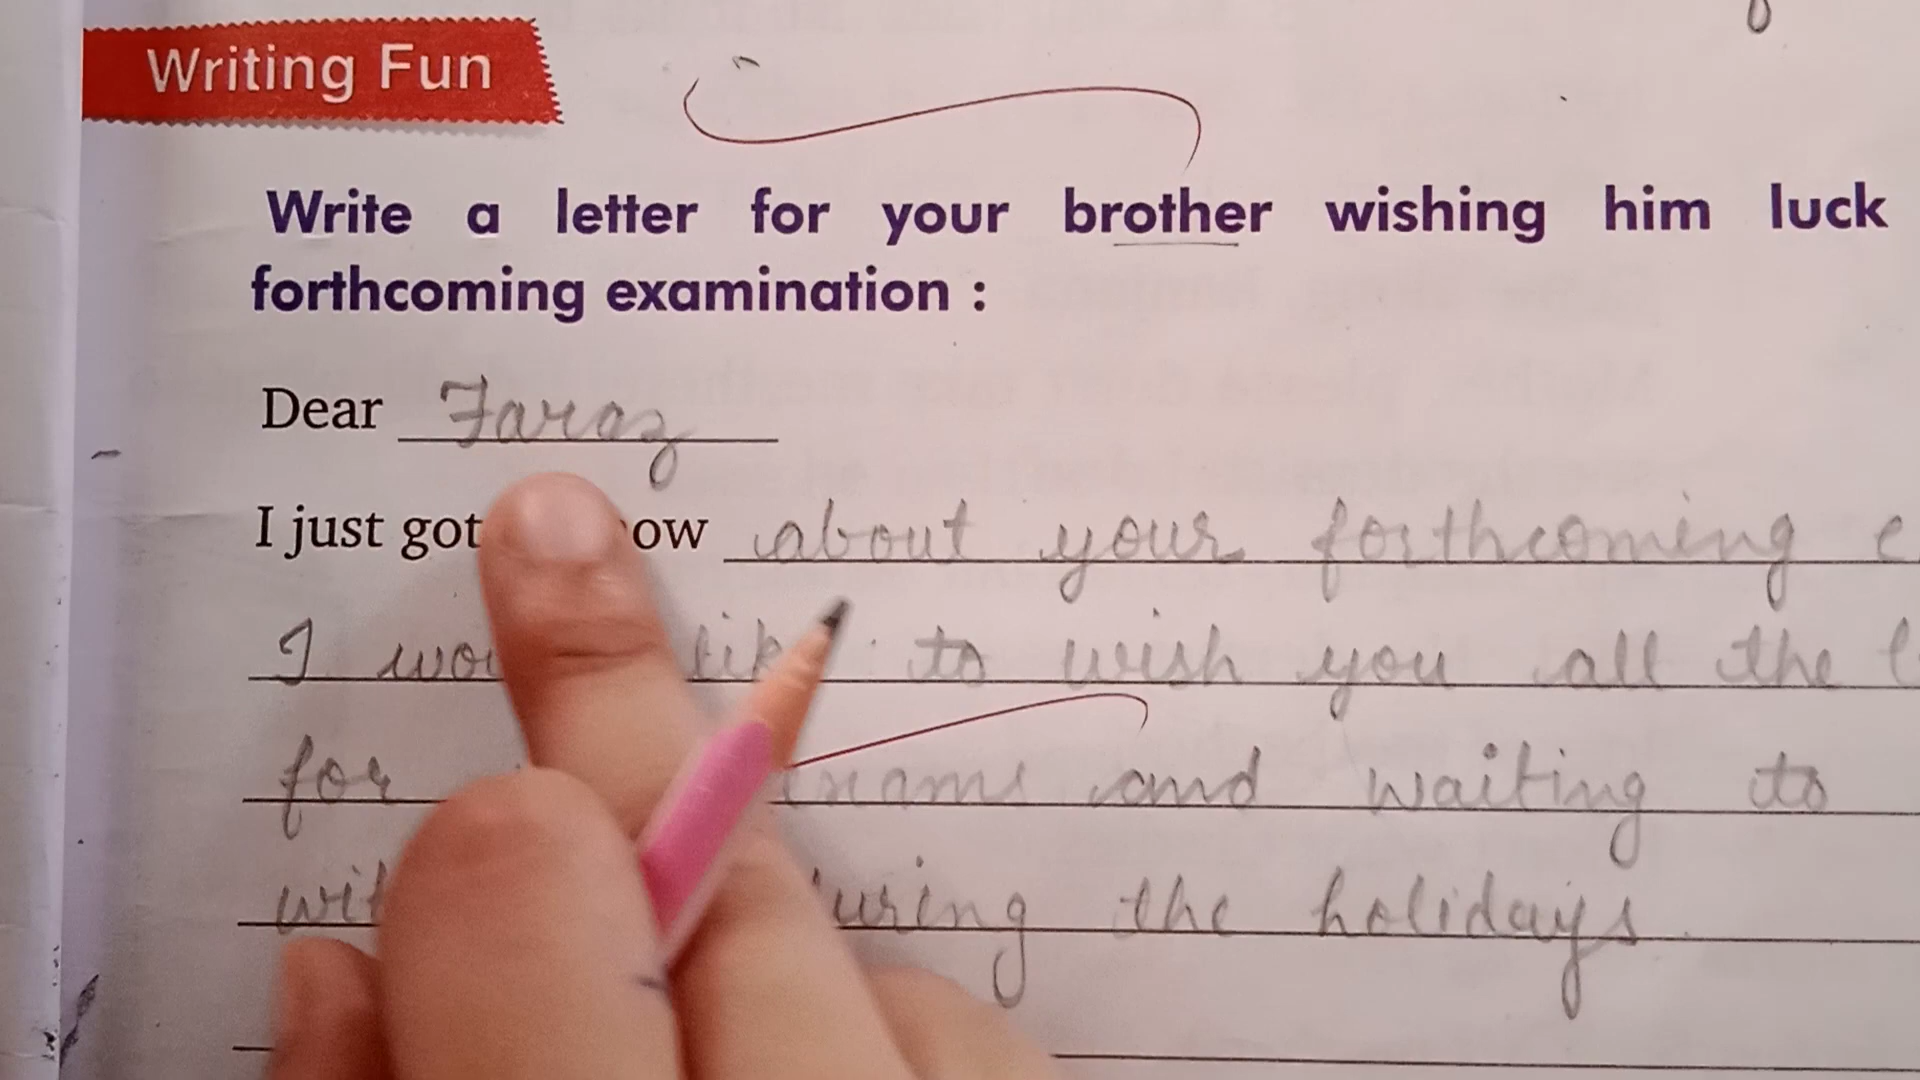 Writing Fun
Write a letter for your brother wishing him luck
forthcoming examination :
Dear Faraz
I just got about your forthcoming
I to wish you all the
for and waiting to
during the holidays.